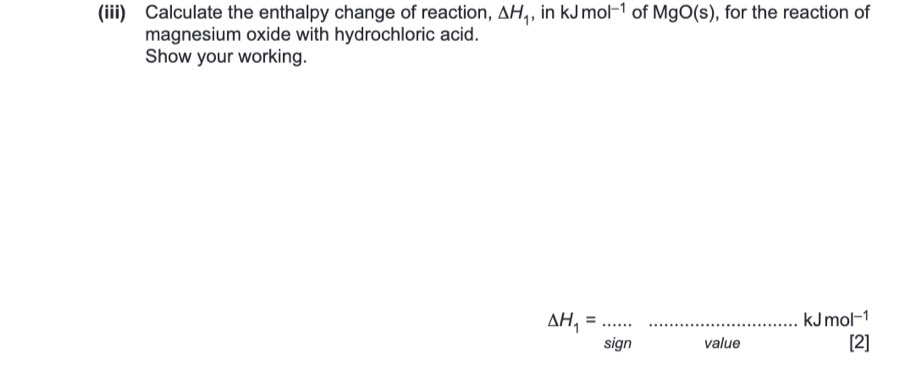 (iii) Calculate the enthalpy change of reaction, ΔH₁, in kJ mol⁻¹ of MgO(s), for the reaction of
magnesium oxide with hydrochloric acid.
Show your working.
ΔH₁ = ...... .............................. kJ mol⁻¹
sign value [2]